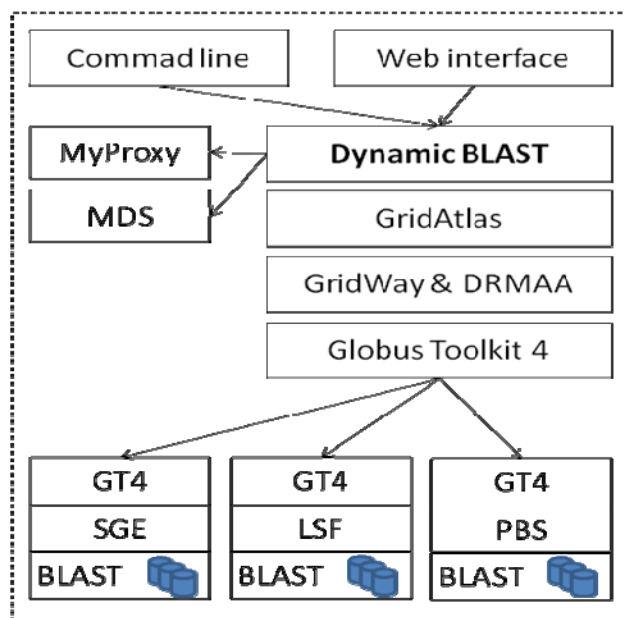 Commad line
Web interface
MyProxy
Dynamic BLAST
MDS
GridAtlas
GridWay & DRMAA
Globus Toolkit 4
GT4
SGE
BLAST
GT4
LSF
BLAST
GT4
PBS
BLAST